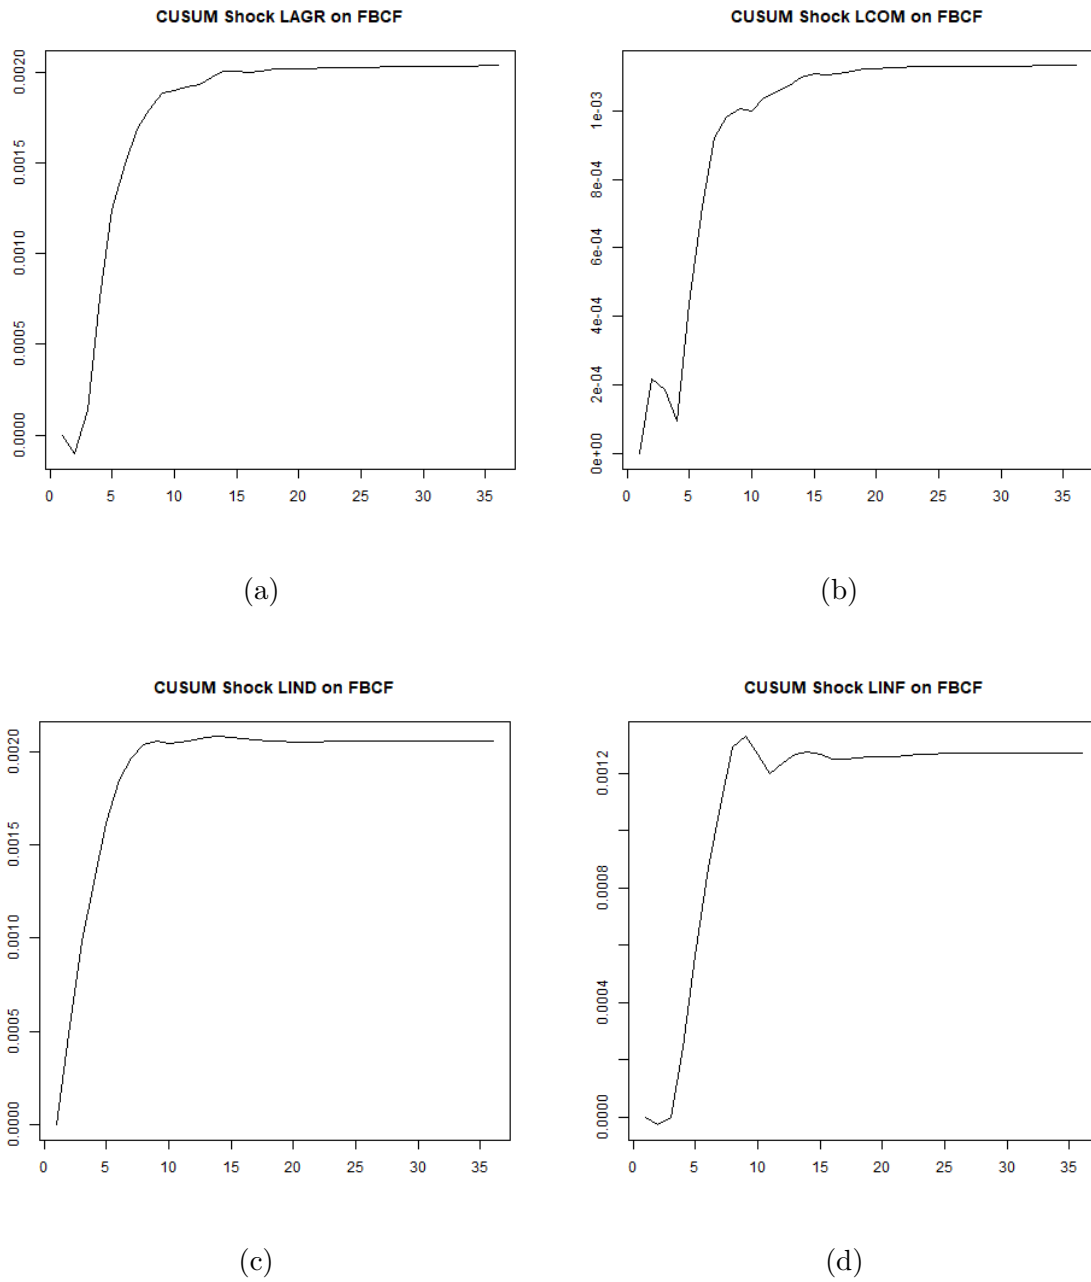 CUSUM Shock LAGR on FBCF
0.0020
0.0015
0.0010
0.0005
0.0000
0 5 10 15 20 25 30 35
(a)
CUSUM Shock LCOM on FBCF
1e-03
8e-04
6e-04
4e-04
2e-04
0e+00
0 5 10 15 20 25 30 35
(b)
CUSUM Shock LIND on FBCF
0.0020
0.0015
0.0010
0.0005
0.0000
0 5 10 15 20 25 30 35
(c)
CUSUM Shock LINF on FBCF
0.0012
0.0008
0.0004
0.0000
0 5 10 15 20 25 30 35
(d)